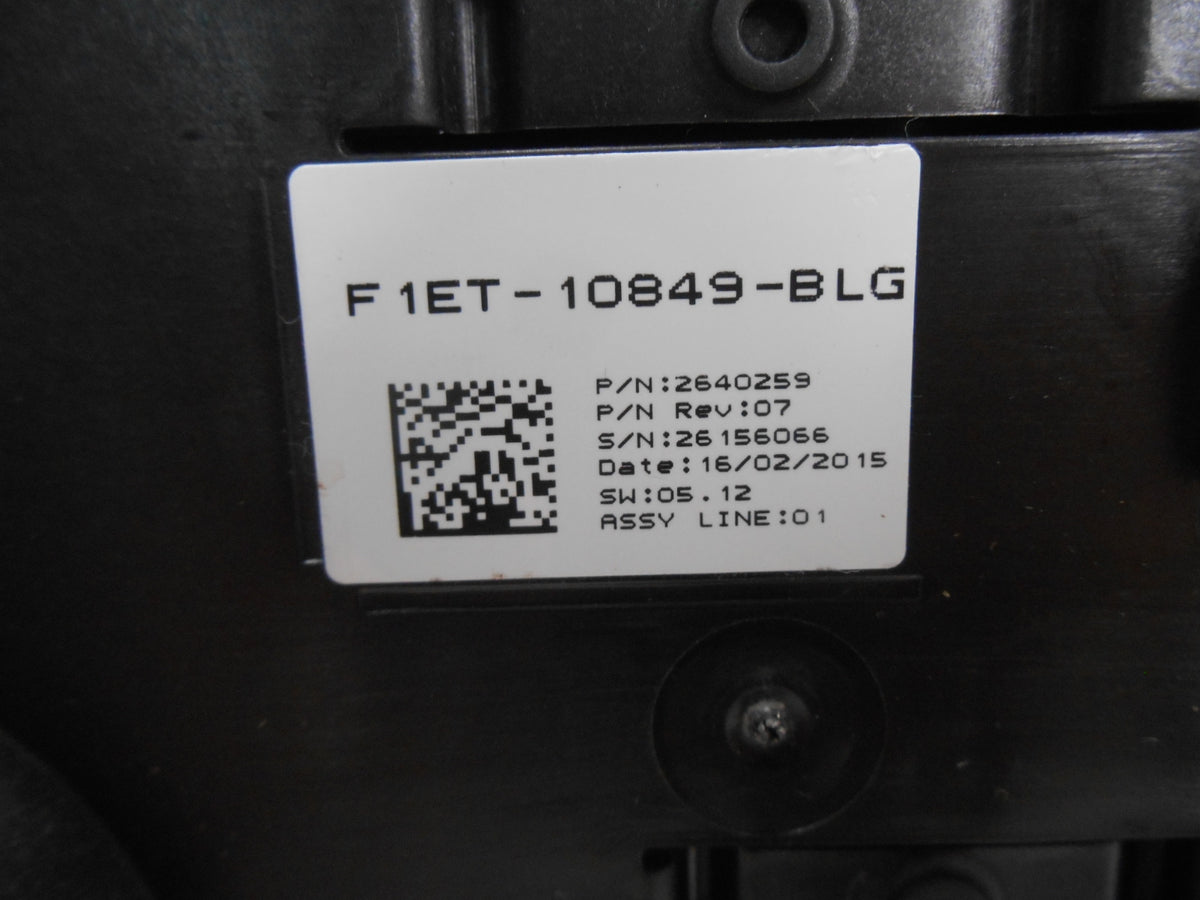 F1ET-10849-BLG
P/N:2640259
P/N Rev:07
S/N:26156066
Date:16/02/2015
SW:05.12
ASSY LINE:01